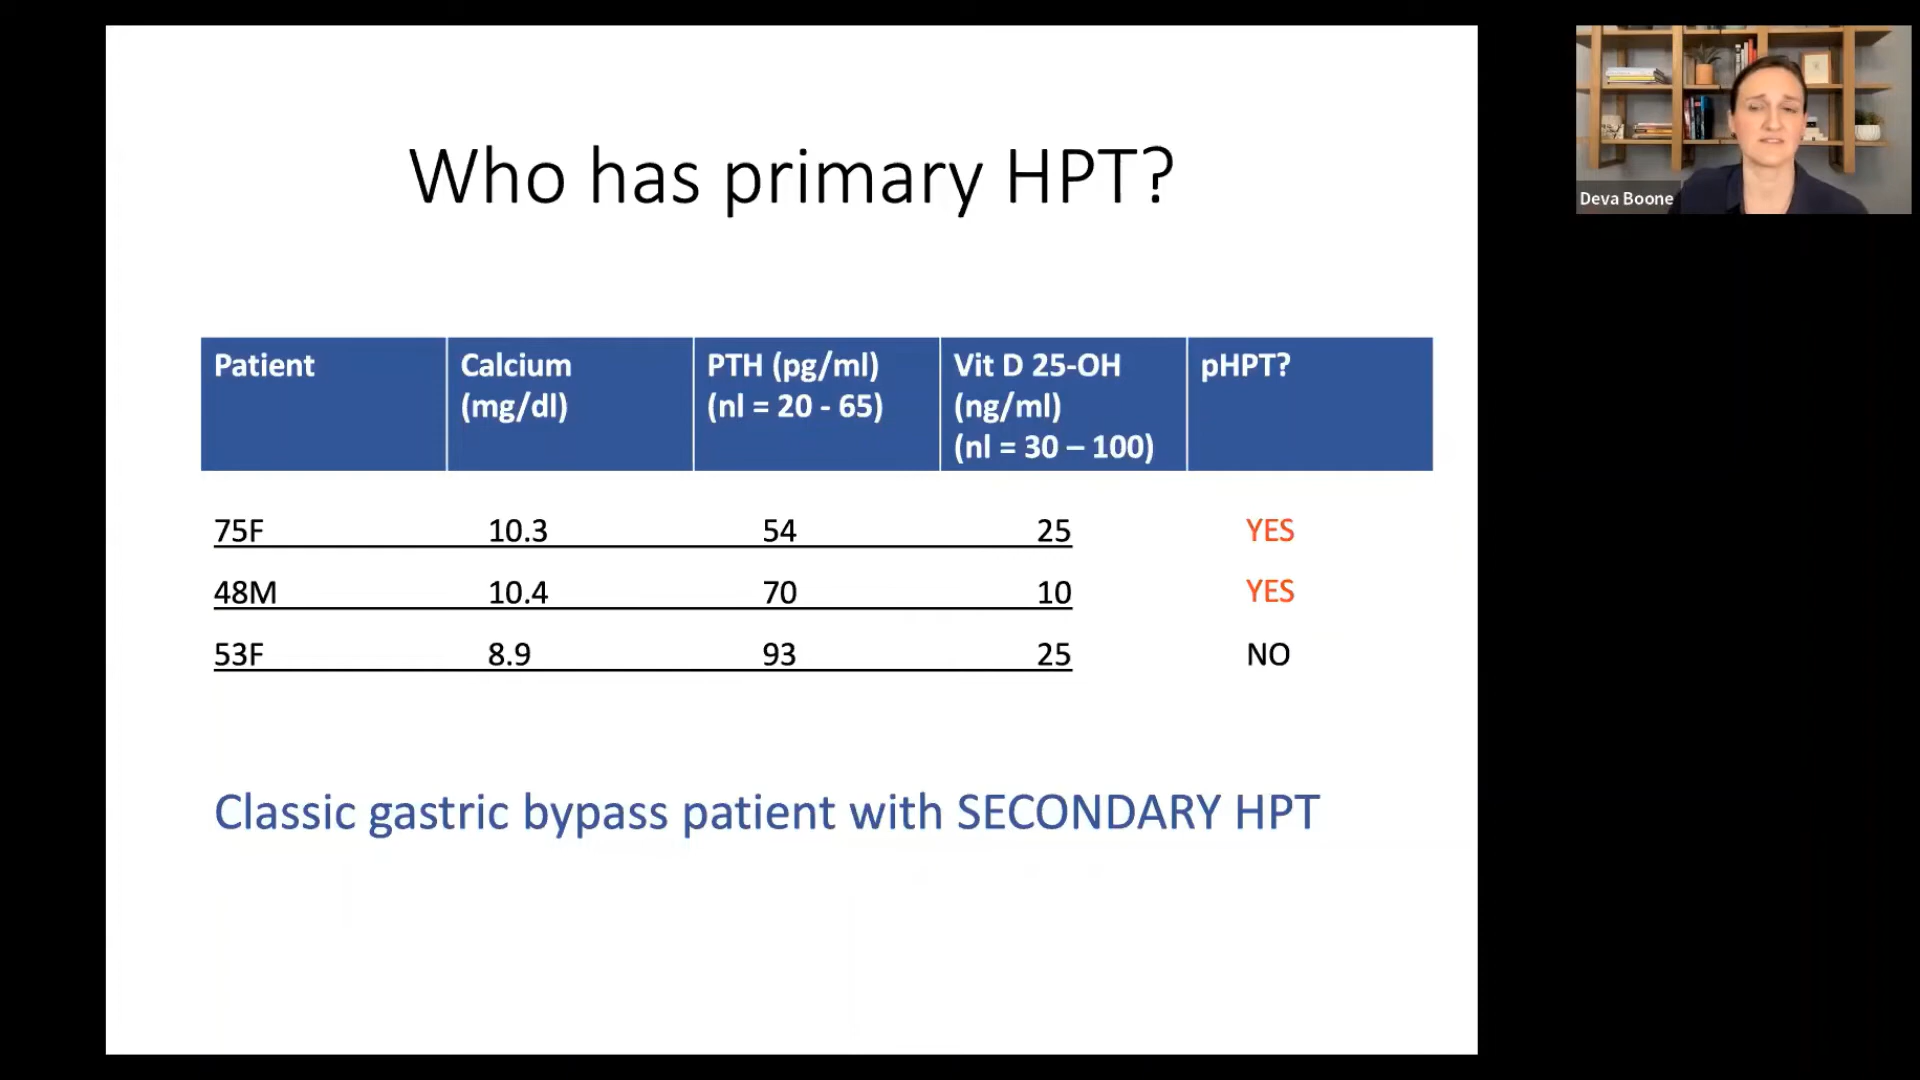 Who has primary HPT?
Patient
Calcium
(mg/dl)
PTH (pg/ml)
(nl = 20 - 65)
Vit D 25-OH
(ng/ml)
(nl = 30 – 100)
pHPT?
75F 10.3 54 25 YES
48M 10.4 70 10 YES
53F 8.9 93 25 NO
Classic gastric bypass patient with SECONDARY HPT
Deva Boone